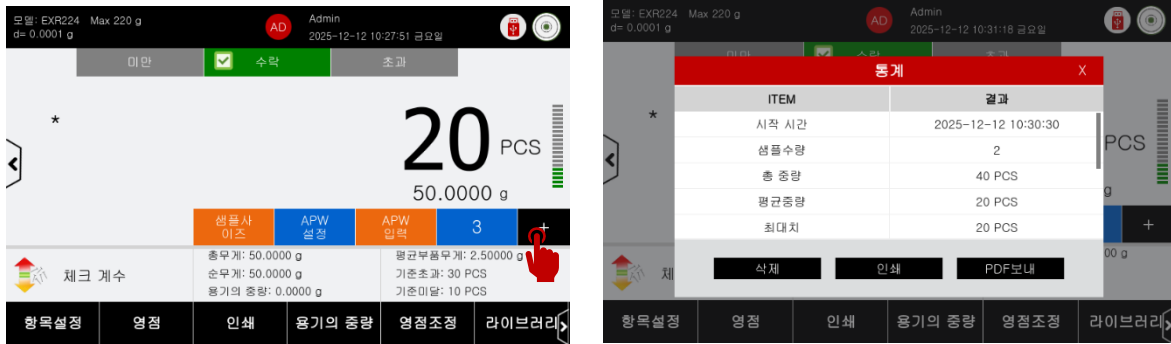 모델: EXR224 Max 220 g
d= 0.0001 g
AD
Admin
2025-12-12 10:27:51 금요일
미만
수락
초과
*
20 PCS
50.0000 g
샘플사
이즈
APW
설정
APW
입력
3
+
체크 계수
총무게: 50.0000 g
순무게: 50.0000 g
용기의 중량: 0.0000 g
평균부품무게: 2.50000 g
기준초과: 30 PCS
기준미달: 10 PCS
항목설정
영점
인쇄
용기의 중량
영점조정
라이브러리
모델: EXR224 Max 220 g
d= 0.0001 g
AD
Admin
2025-12-12 10:31:18 금요일
통계
X
ITEM 결과
시작 시간 2025-12-12 10:30:30
샘플수량 2
총 중량 40 PCS
평균중량 20 PCS
최대치 20 PCS
삭제
인쇄
PDF보내
*
PCS
g
+
체
00 g
항목설정
영점
인쇄
용기의 중량
영점조정
라이브러리